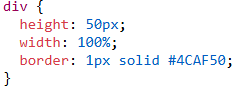 div {
  height: 50px;
  width: 100%;
  border: 1px solid #4CAF50;
}